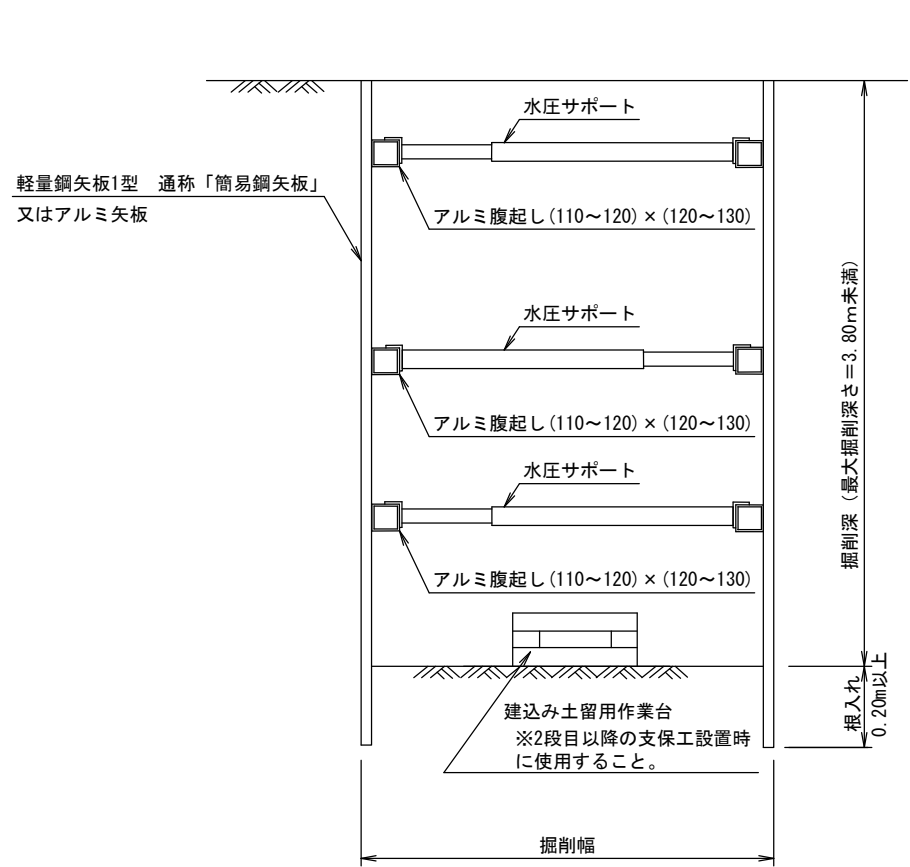 水圧サポート
軽量鋼矢板1型　通称「簡易鋼矢板」
又はアルミ矢板
アルミ腹起し(110～120)×(120～130)
水圧サポート
アルミ腹起し(110～120)×(120～130)
水圧サポート
アルミ腹起し(110～120)×(120～130)
掘削深（最大掘削深さ＝3.80m未満）
根入れ
0.20m以上
建込み土留用作業台
※2段目以降の支保工設置時
に使用すること。
掘削幅